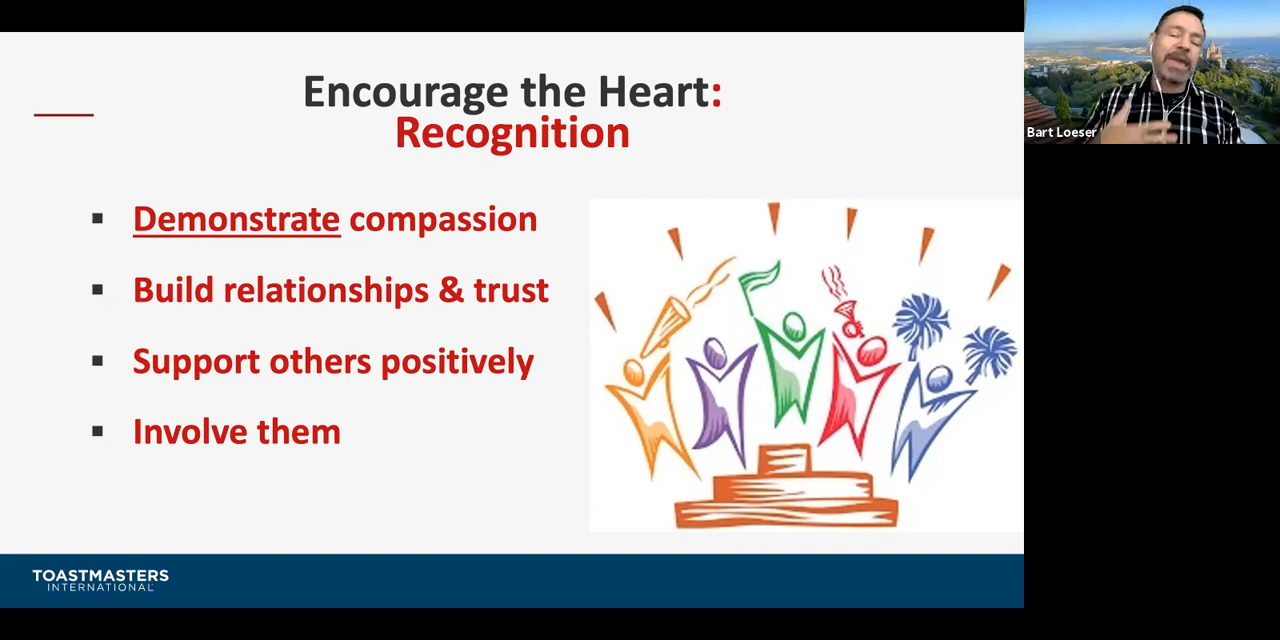 Encourage the Heart:
Recognition
▪ Demonstrate compassion
▪ Build relationships & trust
▪ Support others positively
▪ Involve them
TOASTMASTERS
INTERNATIONAL
Bart Loeser